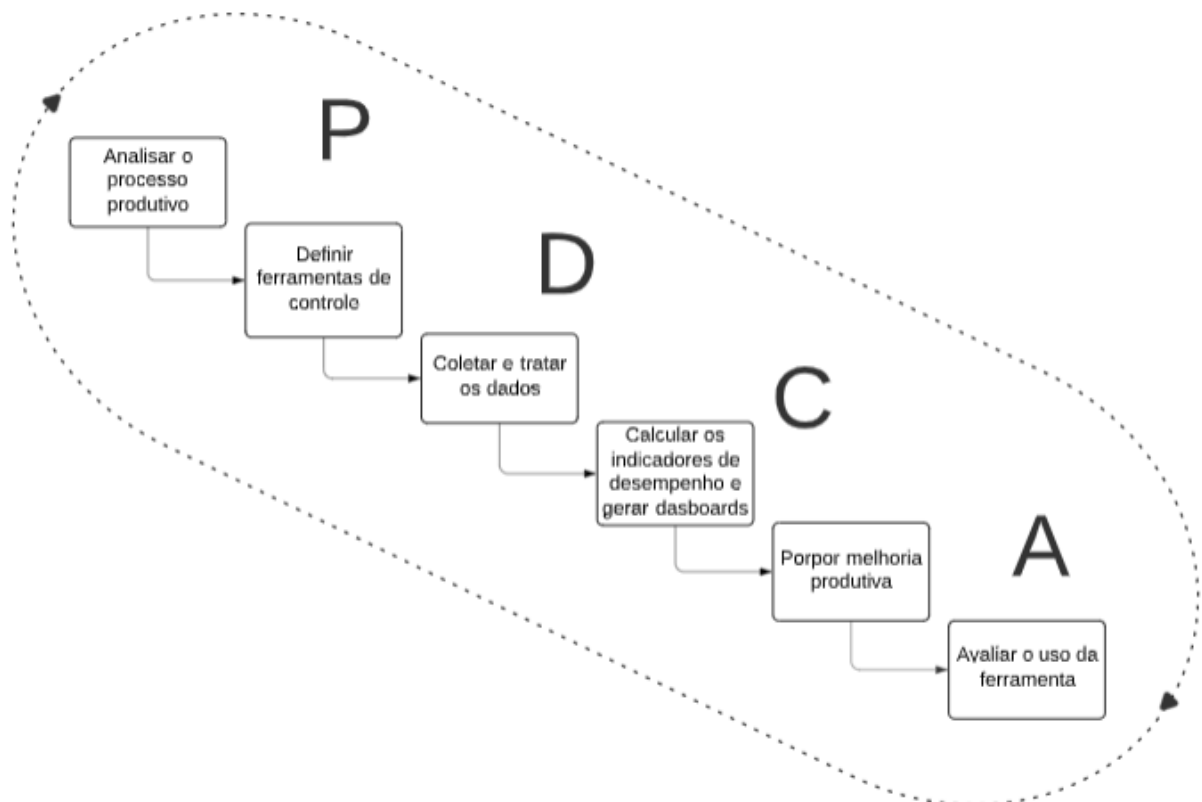 P
Analisar o
processo
produtivo
D
Definir
ferramentas de
controle
Coletar e tratar
os dados
C
Calcular os
indicadores de
desempenho e
gerar dasboards
A
Porpor melhoria
produtiva
Avaliar o uso da
ferramenta